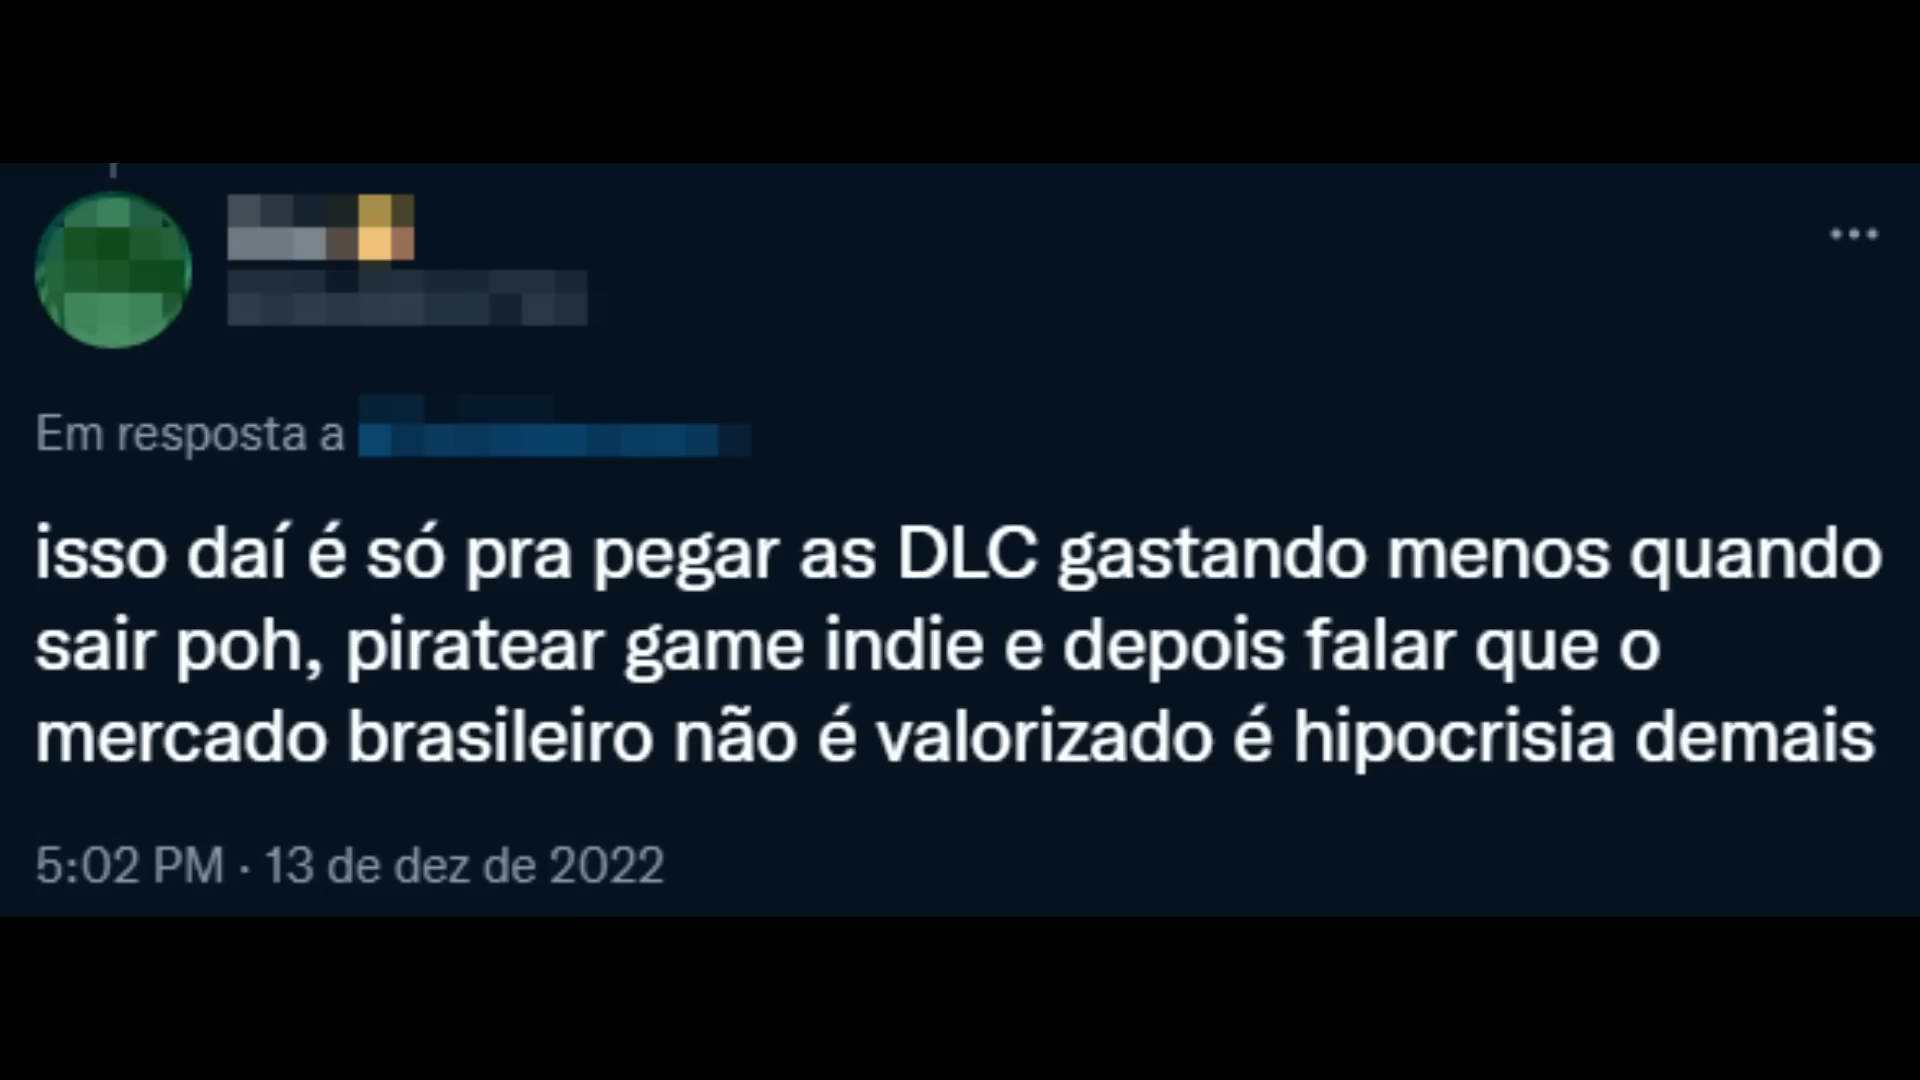 Em resposta a
isso daí é só pra pegar as DLC gastando menos quando
sair poh, piratear game indie e depois falar que o
mercado brasileiro não é valorizado é hipocrisia demais
5:02 PM · 13 de dez de 2022